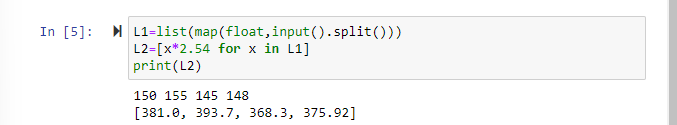 In [5]:
L1=list(map(float,input().split()))
L2=[x*2.54 for x in L1]
print(L2)
150 155 145 148
[381.0, 393.7, 368.3, 375.92]